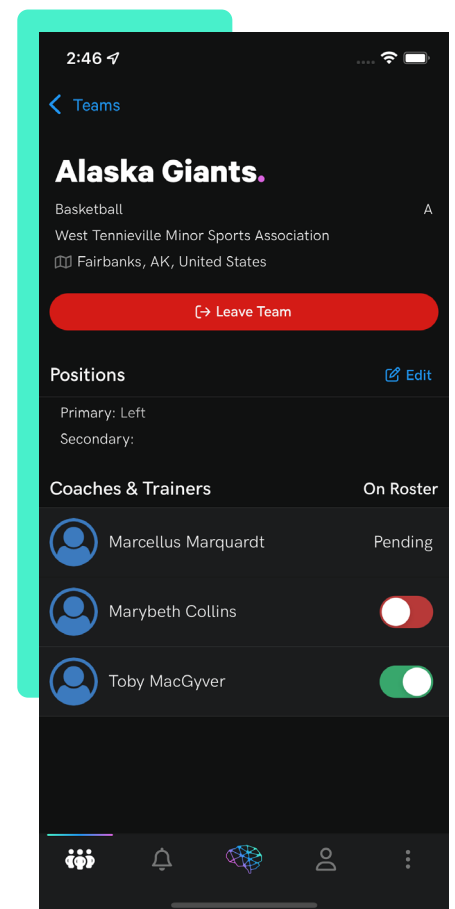 2:46
Teams
Alaska Giants.
Basketball A
West Tennieville Minor Sports Association
Fairbanks, AK, United States
Leave Team
Positions Edit
Primary: Left
Secondary:
Coaches & Trainers On Roster
Marcellus Marquardt Pending
Marybeth Collins
Toby MacGyver